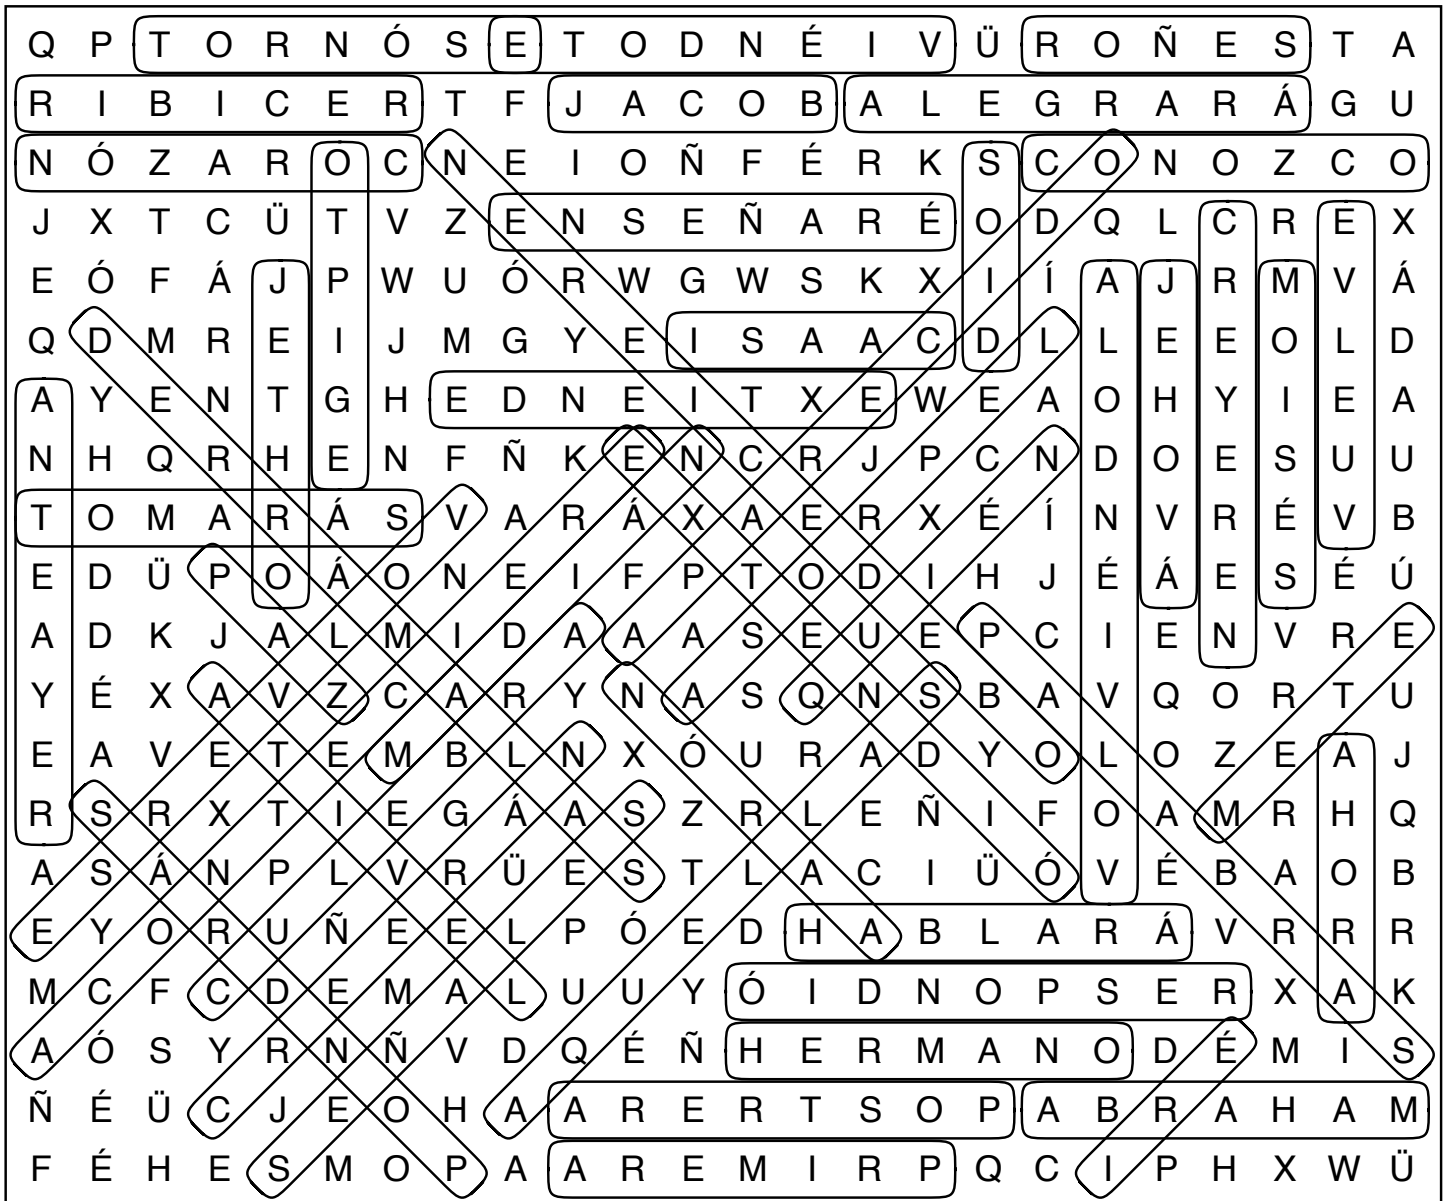 Q P T O R N Ó S E T O D N É I V Ü R O Ñ E S T A
R I B I C E R T F J A C O B A L E G R A R Á G U
N Ó Z A R O C N E I O Ñ F É R K S C O N O Z C O
J X T C Ü T V Z E N S E Ñ A R É O D Q L C R E X
E Ó F Á J P W U Ó R W G W S K X I Í A J R M V Á
Q D M R E I J M G Y E I S A A C D L L E E O L D
A Y E N T G H E D N E I T X E W E A O H Y I E A
N H Q R H E N F Ñ K E N C R J P C N D O E S U U
T O M A R Á S V A R Á X A E R X É Í N V R É V B
E D Ü P O Á O N E I F P T O D I H J É Á E S É Ú
A D K J A L M I D A A A S E U E P C I E N V R E
Y É X A V Z C A R Y N A S Q N S B A V Q O R T U
E A V E T E M B L N X Ó U R A D Y O L O Z E A J
R S R X T I E G Á A S Z R L E Ñ I F O A M R H Q
A S Á N P L V R Ü E S T L A C I Ü Ó V É B A O B
E Y O R U Ñ E E L P Ó E D H A B L A R Á V R R R
M C F C D E M A L U U Y Ó I D N O P S E R X A K
A Ó S Y R N Ñ V D Q É Ñ H E R M A N O D É M I S
Ñ É Ü C J E O H A A R E R T S O P A B R A H A M
F É H E S M O P A A R E M I R P Q C I P H X W Ü